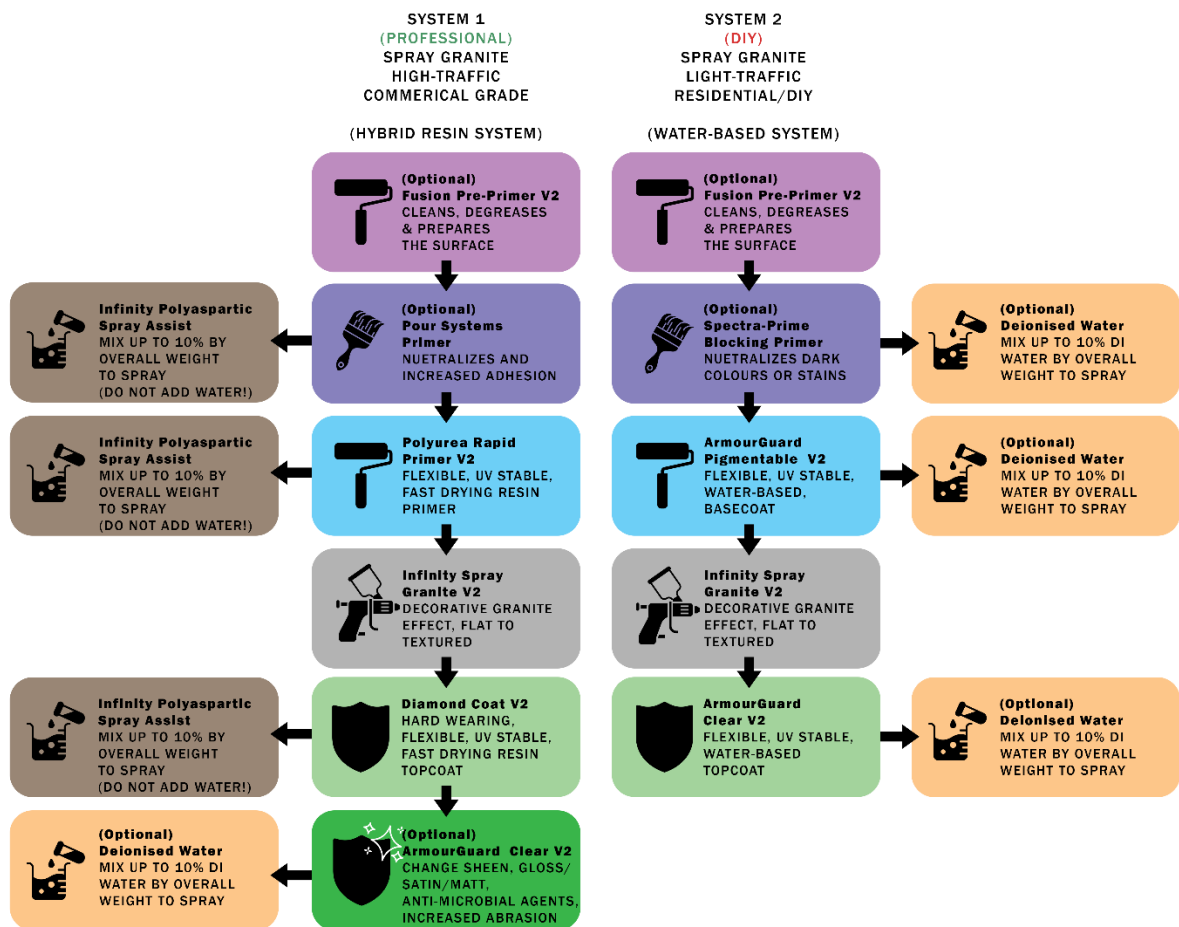 SYSTEM 1
(PROFESSIONAL)
SPRAY GRANITE
HIGH-TRAFFIC
COMMERICAL GRADE
(HYBRID RESIN SYSTEM)
SYSTEM 2
(DIY)
SPRAY GRANITE
LIGHT-TRAFFIC
RESIDENTIAL/DIY
(WATER-BASED SYSTEM)
(Optional)
Fusion Pre-Primer V2
CLEANS, DEGREASES
& PREPARES
THE SURFACE
(Optional)
Fusion Pre-Primer V2
CLEANS, DEGREASES
& PREPARES
THE SURFACE
Infinity Polyaspartic
Spray Assist
MIX UP TO 10% BY
OVERALL WEIGHT
TO SPRAY
(DO NOT ADD WATER!)
(Optional)
Pour Systems
Primer
NUETRALIZES AND
INCREASED ADHESION
(Optional)
Spectra-Prime
Blocking Primer
NUETRALIZES DARK
COLOURS OR STAINS
(Optional)
Deionised Water
MIX UP TO 10% DI
WATER BY OVERALL
WEIGHT TO SPRAY
Infinity Polyaspartic
Spray Assist
MIX UP TO 10% BY
OVERALL WEIGHT
TO SPRAY
(DO NOT ADD WATER!)
Polyurea Rapid
Primer V2
FLEXIBLE, UV STABLE,
FAST DRYING RESIN
PRIMER
ArmourGuard
Pigmentable V2
FLEXIBLE, UV STABLE,
WATER-BASED,
BASECOAT
(Optional)
Deionised Water
MIX UP TO 10% DI
WATER BY OVERALL
WEIGHT TO SPRAY
Infinity Spray
Granite V2
DECORATIVE GRANITE
EFFECT, FLAT TO
TEXTURED
Infinity Spray
Granite V2
DECORATIVE GRANITE
EFFECT, FLAT TO
TEXTURED
Infinity Polyaspartic
Spray Assist
MIX UP TO 10% BY
OVERALL WEIGHT
TO SPRAY
(DO NOT ADD WATER!)
Diamond Coat V2
HARD WEARING,
FLEXIBLE, UV STABLE,
FAST DRYING RESIN
TOPCOAT
ArmourGuard
Clear V2
FLEXIBLE, UV STABLE,
WATER-BASED
TOPCOAT
(Optional)
Deionised Water
MIX UP TO 10% DI
WATER BY OVERALL
WEIGHT TO SPRAY
(Optional)
Deionised Water
MIX UP TO 10% DI
WATER BY OVERALL
WEIGHT TO SPRAY
(Optional)
ArmourGuard Clear V2
CHANGE SHEEN, GLOSS/
SATIN/MATT,
ANTI-MICROBIAL AGENTS,
INCREASED ABRASION